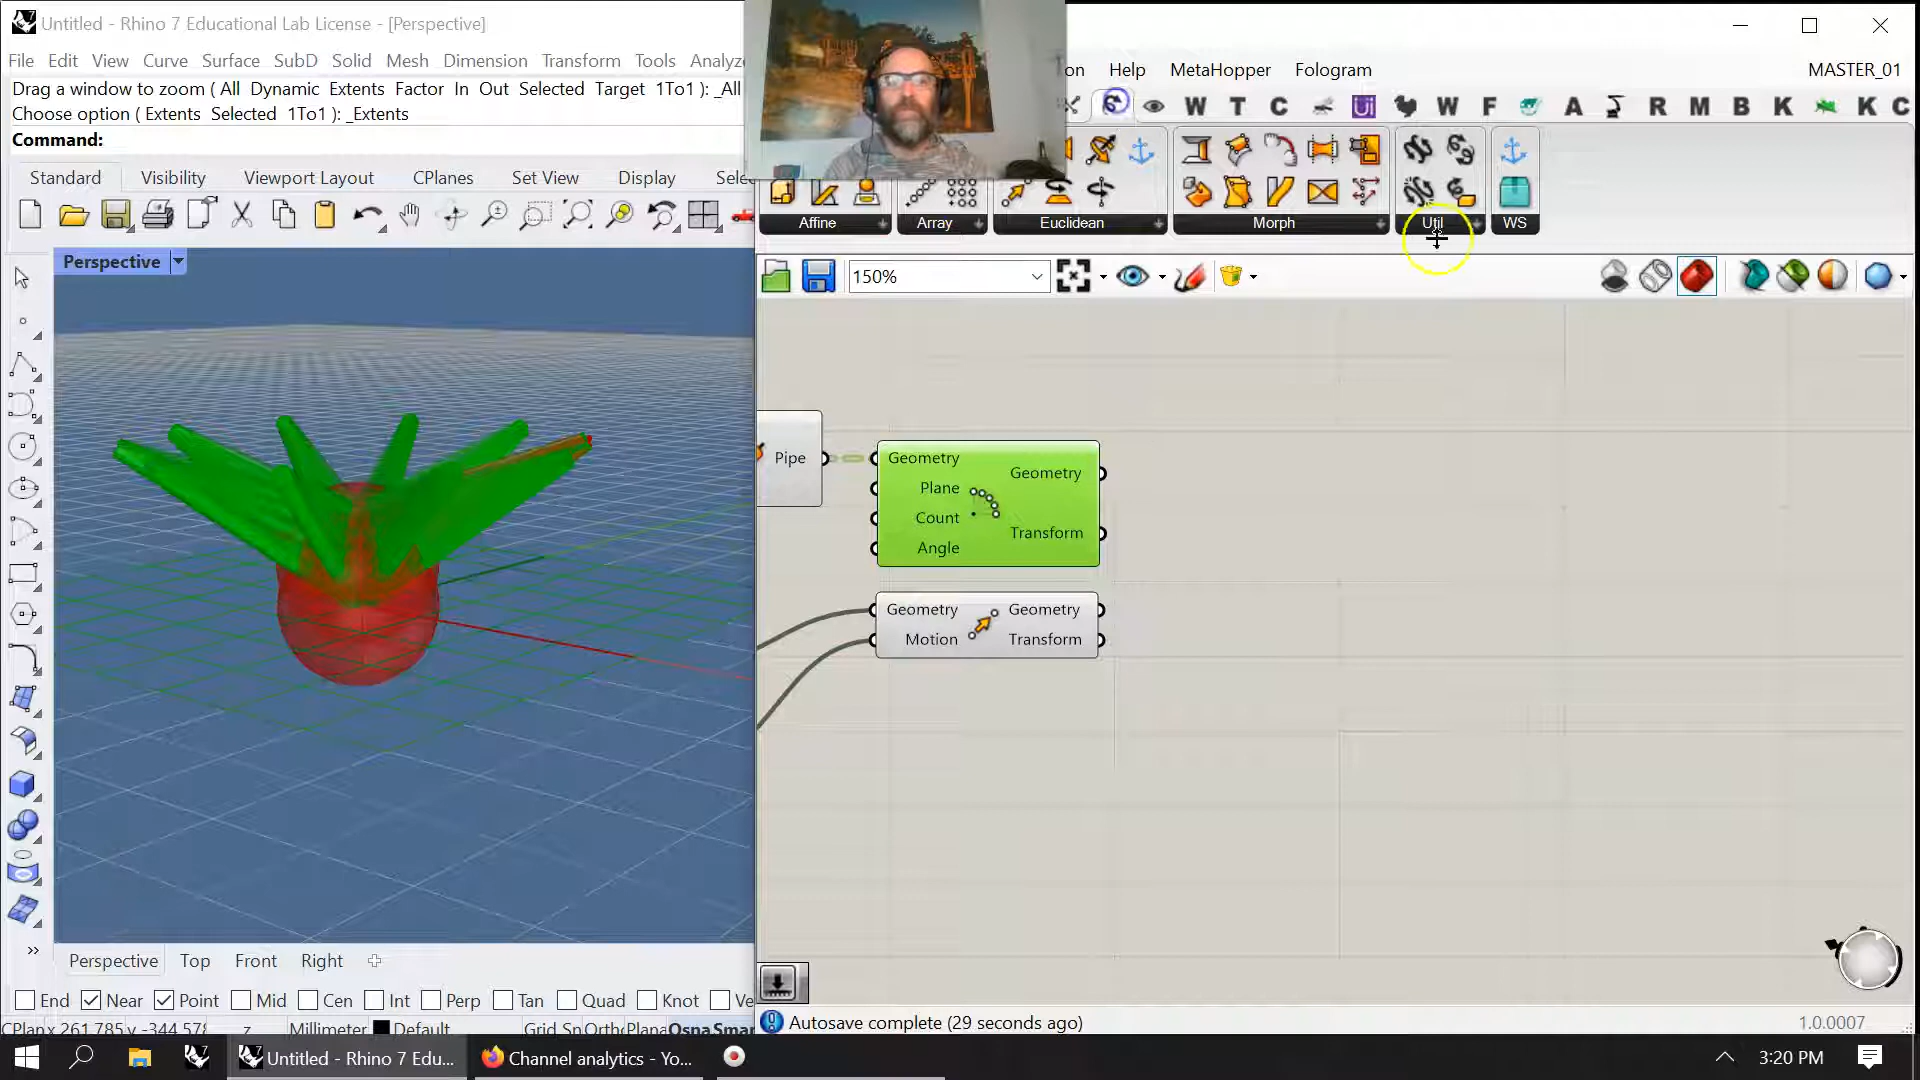 Untitled - Rhino 7 Educational Lab License - [Perspective]
File Edit View Curve Surface SubD Solid Mesh Dimension Transform Tools Analyze
Drag a window to zoom ( All Dynamic Extents Factor In Out Selected Target 1To1 ): _All
Choose option ( Extents Selected 1To1 ): _Extents
Command:
Standard Visibility Viewport Layout CPlanes Set View Display
Perspective
Perspective Top Front Right
End Near Point Mid Cen Int Perp Tan Quad Knot
x 261.785 y -344.578 z Millimeter Default
Help MetaHopper Fologram MASTER_01
W T C W F A R M B K K C
Affine Array Euclidean Morph Util WS
150%
Pipe
Geometry
Plane
Count
Angle
Geometry
Transform
Geometry Geometry
Motion Transform
Autosave complete (29 seconds ago) 1.0.0007
Untitled - Rhino 7 Edu... Channel analytics - Yo... 3:20 PM